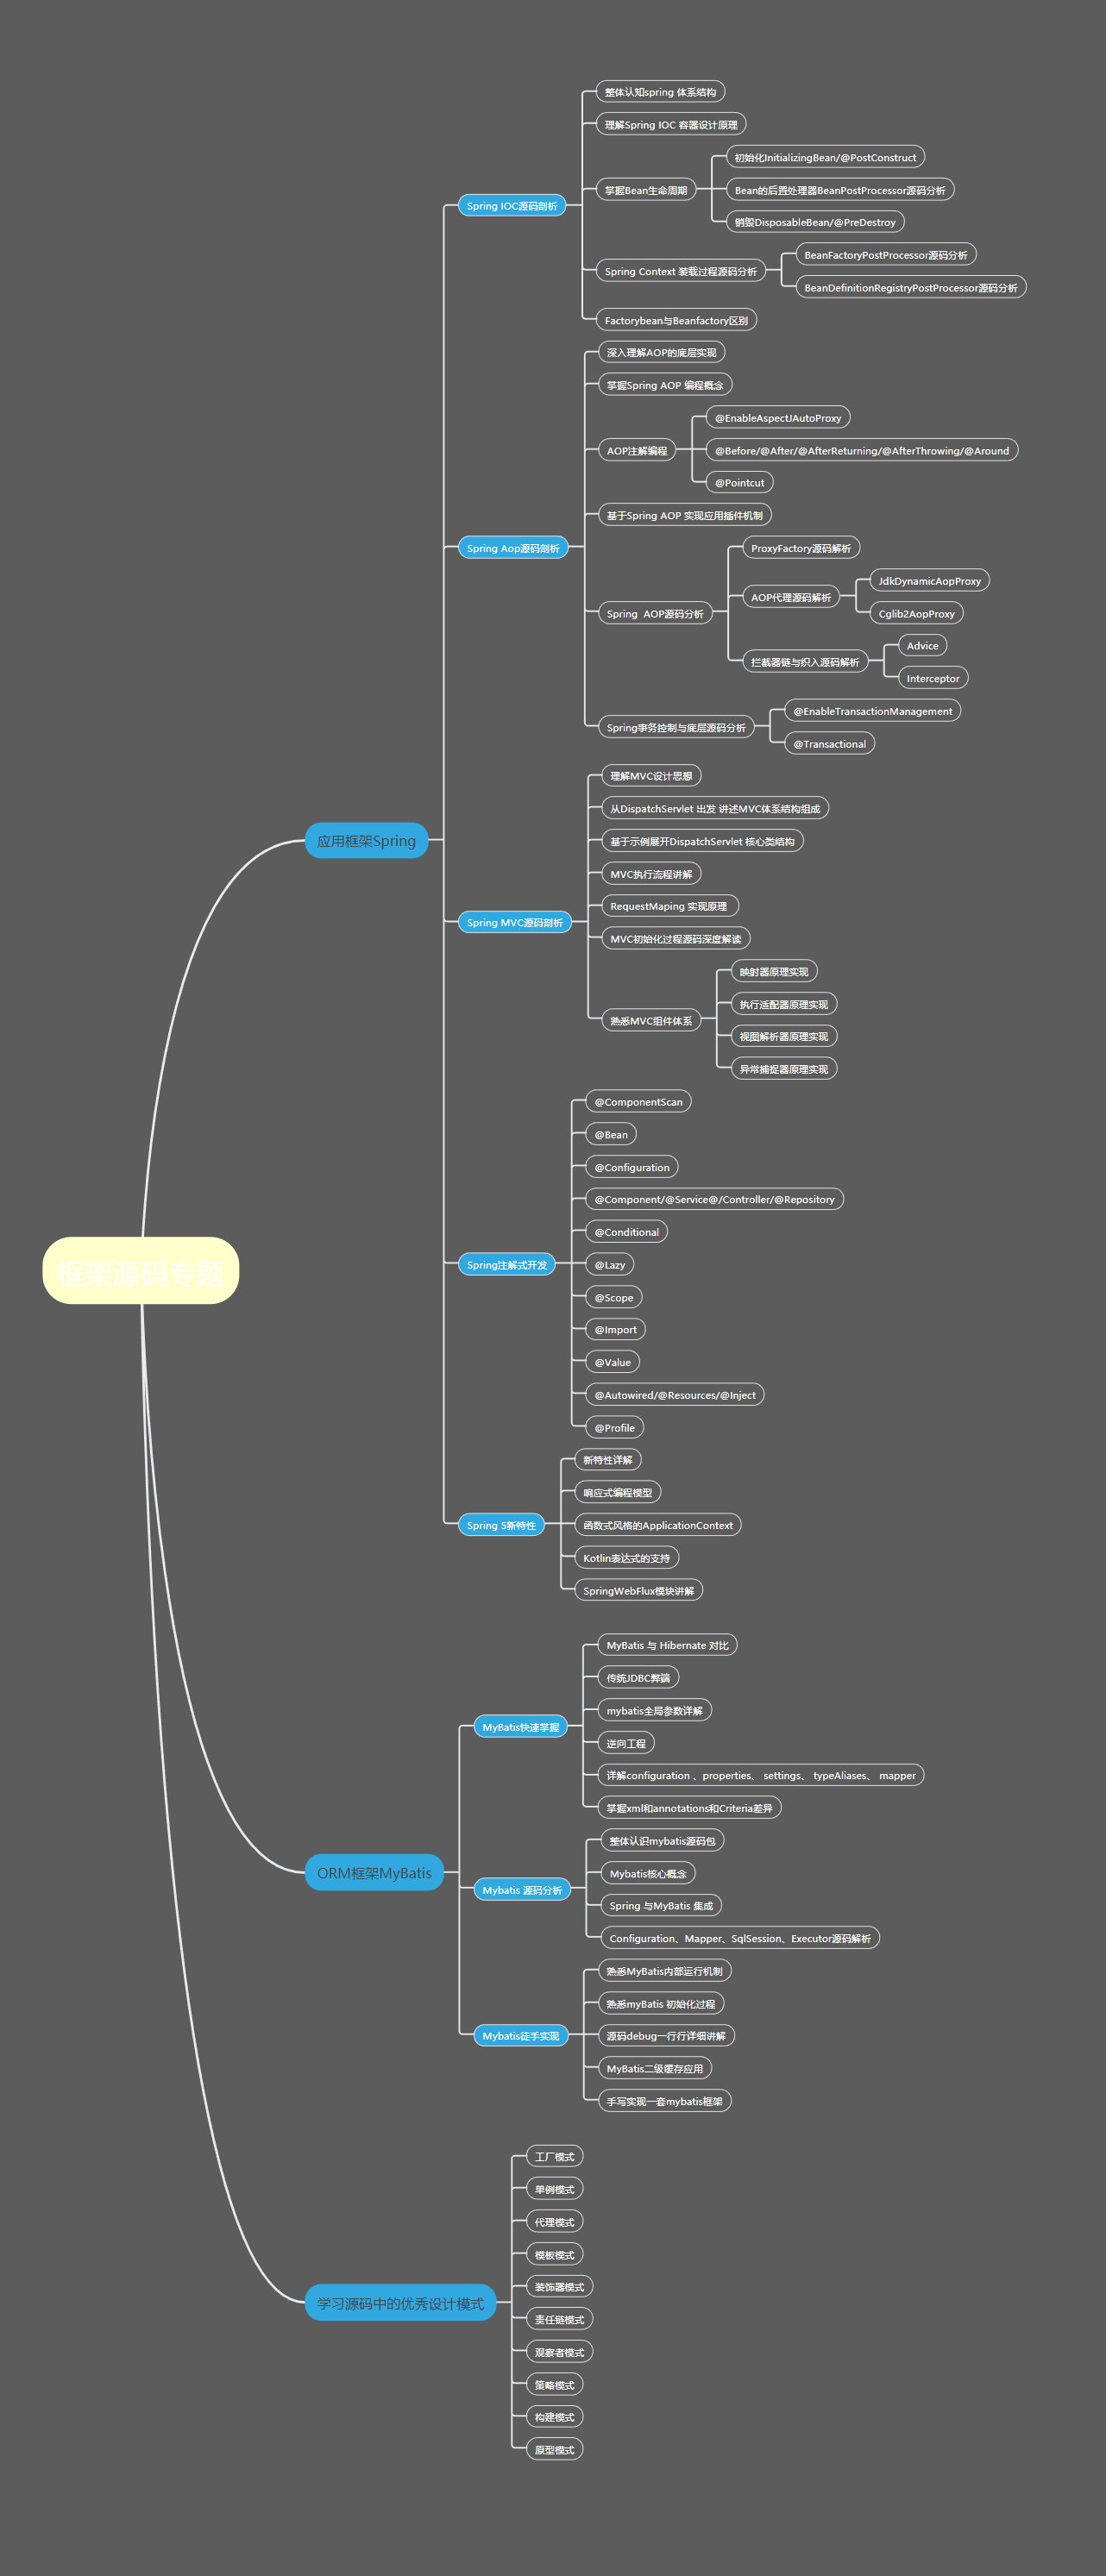 框架源码专题
应用框架Spring
Spring IOC源码剖析
整体认知spring 体系结构
理解Spring IOC 容器设计原理
掌握Bean生命周期
初始化InitializingBean/@PostConstruct
Bean的后置处理器BeanPostProcessor源码分析
销毁DisposableBean/@PreDestroy
Spring Context 装载过程源码分析
BeanFactoryPostProcessor源码分析
BeanDefinitionRegistryPostProcessor源码分析
Factorybean与Beanfactory区别
Spring Aop源码剖析
深入理解AOP的底层实现
掌握Spring AOP 编程概念
AOP注解编程
@EnableAspectJAutoProxy
@Before/@After/@AfterReturning/@AfterThrowing/@Around
@Pointcut
基于Spring AOP 实现应用插件机制
Spring  AOP源码分析
ProxyFactory源码解析
AOP代理源码解析
JdkDynamicAopProxy
Cglib2AopProxy
拦截器链与织入源码解析
Advice
Interceptor
Spring事务控制与底层源码分析
@EnableTransactionManagement
@Transactional
Spring MVC源码剖析
理解MVC设计思想
从DispatchServlet 出发 讲述MVC体系结构组成
基于示例展开DispatchServlet 核心类结构
MVC执行流程讲解
RequestMaping 实现原理
MVC初始化过程源码深度解读
熟悉MVC组件体系
映射器原理实现
执行适配器原理实现
视图解析器原理实现
异常捕捉器原理实现
Spring注解式开发
@ComponentScan
@Bean
@Configuration
@Component/@Service@/Controller/@Repository
@Conditional
@Lazy
@Scope
@Import
@Value
@Autowired/@Resources/@Inject
@Profile
Spring 5新特性
新特性详解
响应式编程模型
函数式风格的ApplicationContext
Kotlin表达式的支持
SpringWebFlux模块讲解
ORM框架MyBatis
MyBatis快速掌握
MyBatis 与 Hibernate 对比
传统JDBC弊端
mybatis全局参数详解
逆向工程
详解configuration 、properties、 settings、 typeAliases、 mapper
掌握xml和annotations和Criteria差异
Mybatis 源码分析
整体认识mybatis源码包
Mybatis核心概念
Spring 与MyBatis 集成
Configuration、Mapper、SqlSession、Executor源码解析
Mybatis徒手实现
熟悉MyBatis内部运行机制
熟悉myBatis 初始化过程
源码debug一行行详细讲解
MyBatis二级缓存应用
手写实现一套mybatis框架
学习源码中的优秀设计模式
工厂模式
单例模式
代理模式
模板模式
装饰器模式
责任链模式
观察者模式
策略模式
构建模式
原型模式